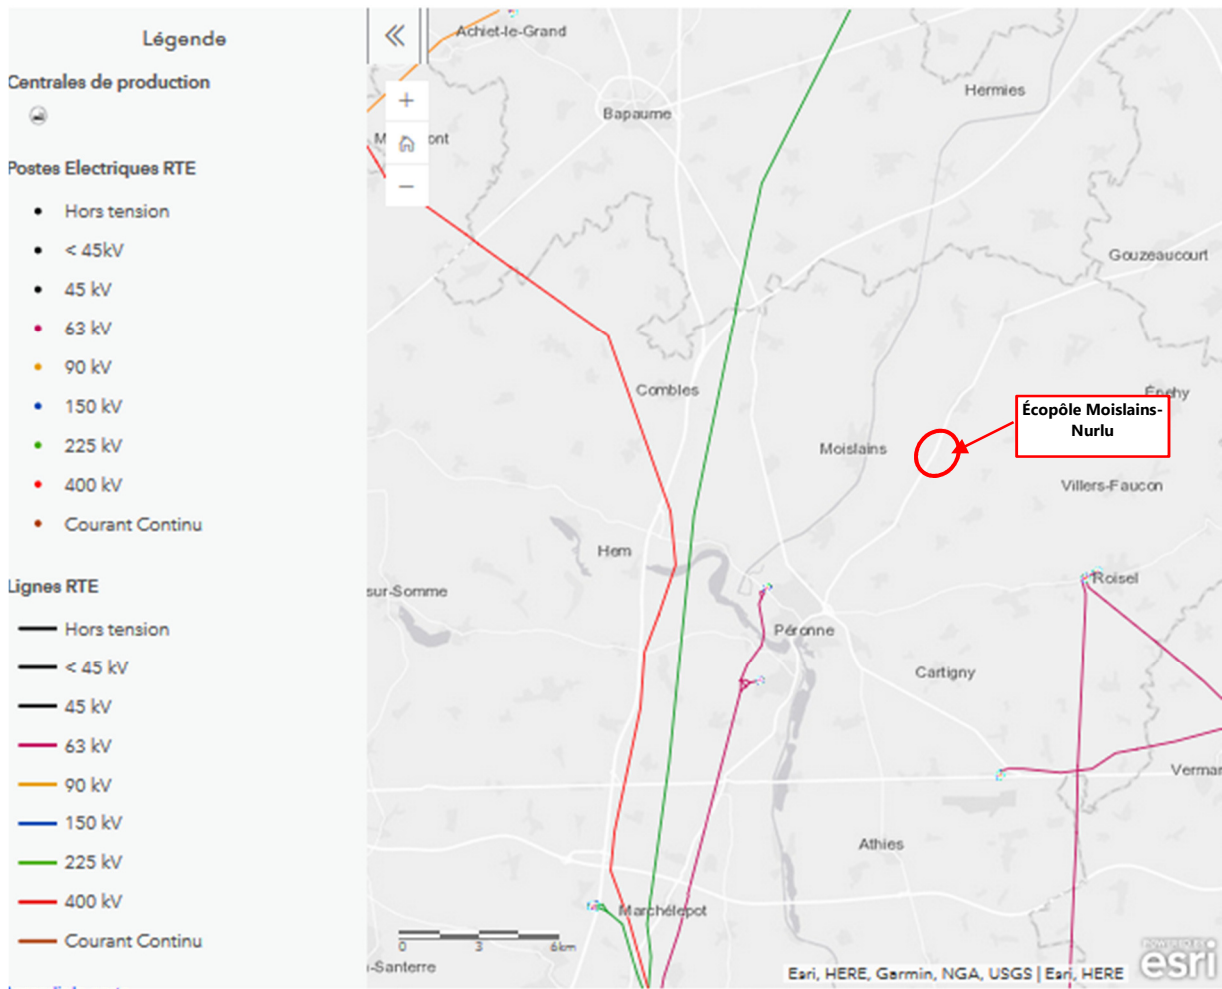 Légende
Centrales de production
Postes Electriques RTE
Hors tension
< 45kV
45 kV
63 kV
90 kV
150 kV
225 kV
400 kV
Courant Continu
Lignes RTE
Hors tension
< 45 kV
45 kV
63 kV
90 kV
150 kV
225 kV
400 kV
Courant Continu
Achiet-le-Grand
Bapaume
Hermies
Gouzeaucourt
Combles
Épehy
Écopôle Moislains-
Nurlu
Moislains
Villers-Faucon
Hem
sur-Somme
Roisel
Péronne
Cartigny
Vermar
Athies
Marchélepot
0 3 6km
-Santerre
Esri, HERE, Garmin, NGA, USGS | Esri, HERE
POWERED BY
esri